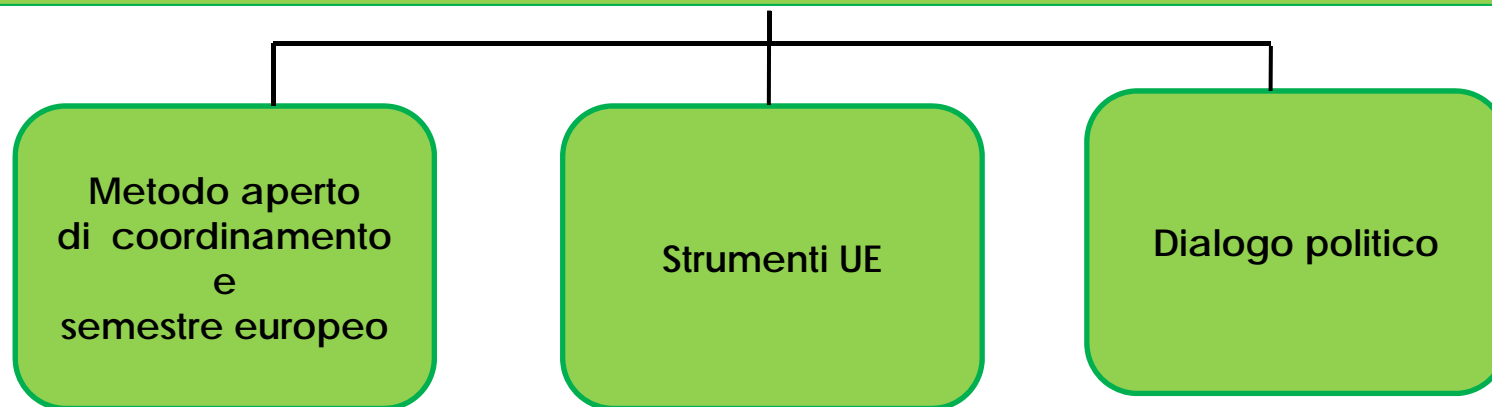 Metodo aperto
di coordinamento
e
semestre europeo
Strumenti UE
Dialogo politico